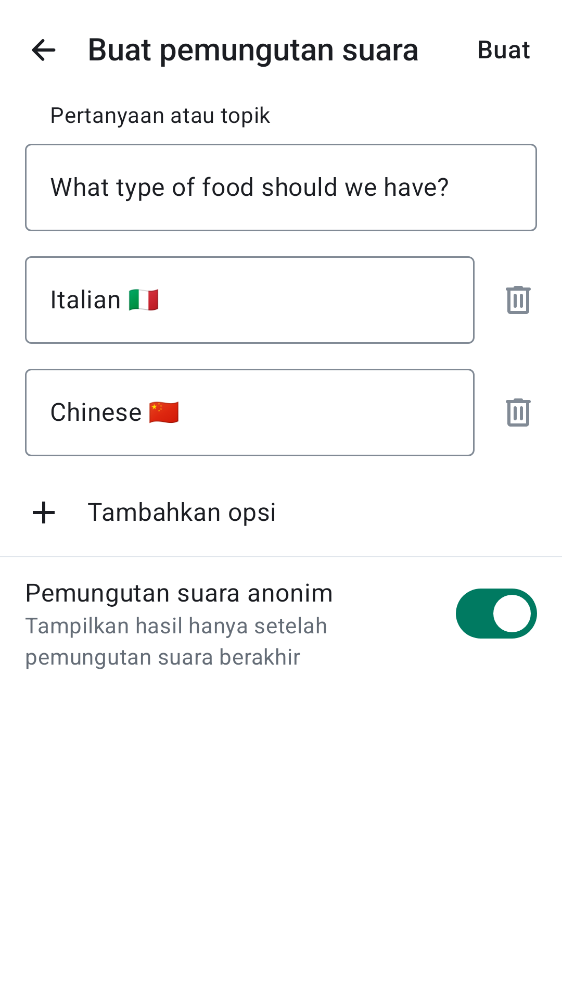 Buat pemungutan suara
Buat
Pertanyaan atau topik
What type of food should we have?
Italian 🇮🇹
Chinese 🇨🇳
Tambahkan opsi
Pemungutan suara anonim
Tampilkan hasil hanya setelah
pemungutan suara berakhir